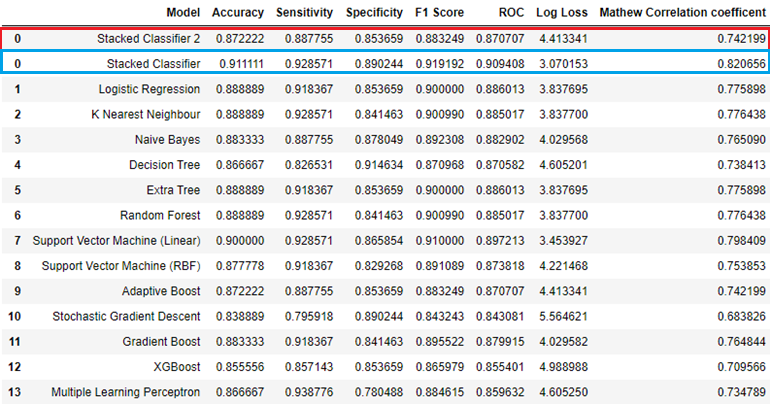 Model Accuracy Sensitivity Specificity F1 Score ROC Log Loss Mathew Correlation coefficent
0 Stacked Classifier 2 0.872222 0.887755 0.853659 0.883249 0.870707 4.413341 0.742199
0 Stacked Classifier 0.911111 0.928571 0.890244 0.919192 0.909408 3.070153 0.820656
1 Logistic Regression 0.888889 0.918367 0.853659 0.900000 0.886013 3.837695 0.775898
2 K Nearest Neighbour 0.888889 0.928571 0.841463 0.900990 0.885017 3.837700 0.776438
3 Naive Bayes 0.883333 0.887755 0.878049 0.892308 0.882902 4.029568 0.765090
4 Decision Tree 0.866667 0.826531 0.914634 0.870968 0.870582 4.605201 0.738413
5 Extra Tree 0.888889 0.918367 0.853659 0.900000 0.886013 3.837695 0.775898
6 Random Forest 0.888889 0.928571 0.841463 0.900990 0.885017 3.837700 0.776438
7 Support Vector Machine (Linear) 0.900000 0.928571 0.865854 0.910000 0.897213 3.453927 0.798409
8 Support Vector Machine (RBF) 0.877778 0.918367 0.829268 0.891089 0.873818 4.221468 0.753853
9 Adaptive Boost 0.872222 0.887755 0.853659 0.883249 0.870707 4.413341 0.742199
10 Stochastic Gradient Descent 0.838889 0.795918 0.890244 0.843243 0.843081 5.564621 0.683826
11 Gradient Boost 0.883333 0.918367 0.841463 0.895522 0.879915 4.029582 0.764844
12 XGBoost 0.855556 0.857143 0.853659 0.865979 0.855401 4.988988 0.709566
13 Multiple Learning Perceptron 0.866667 0.938776 0.780488 0.884615 0.859632 4.605250 0.734789